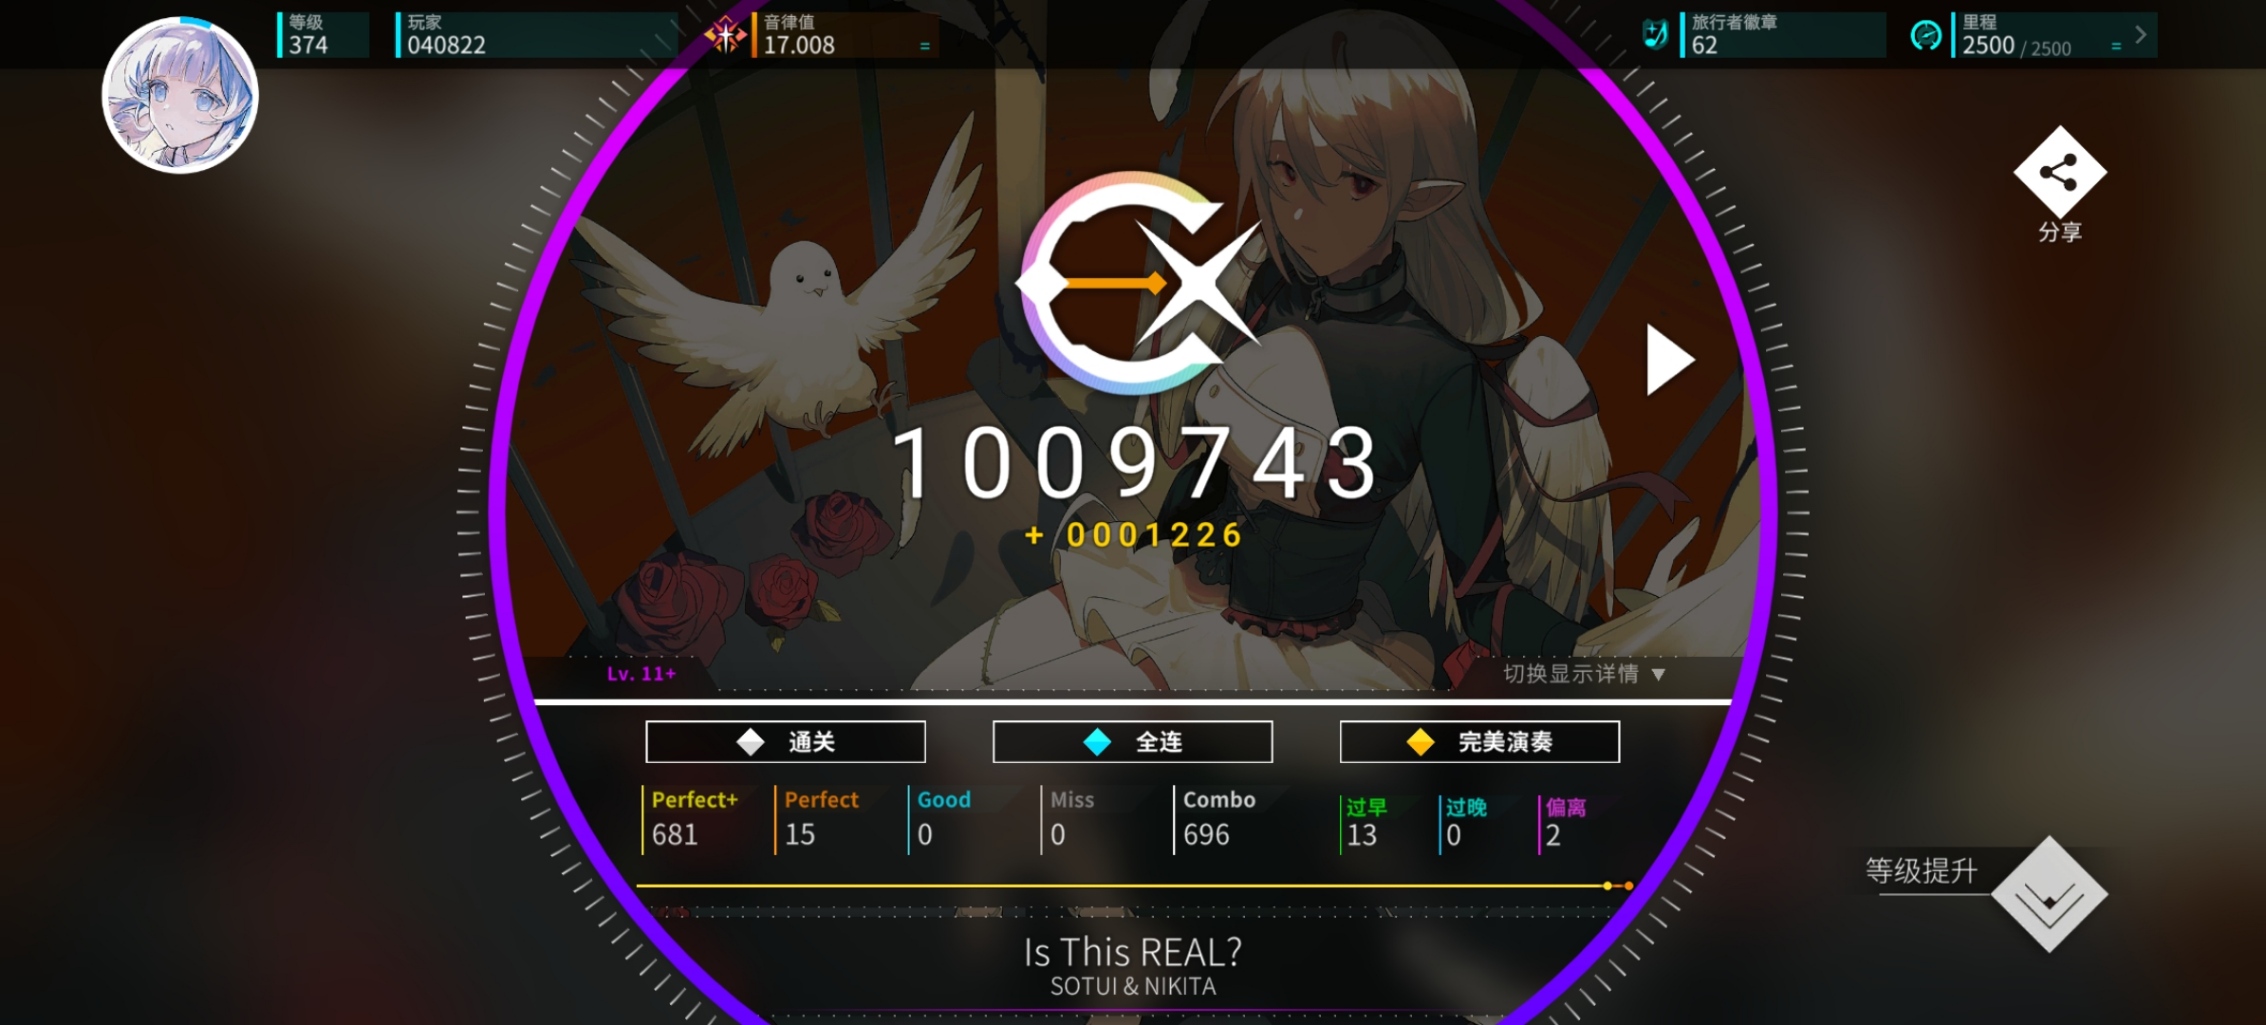 等级
374
玩家
040822
音律值
17.008
=
旅行者徽章
62
里程
2500 / 2500
=
分享
EX
1009743
+ 0001226
Lv. 11+
切换显示详情 ▼
通关
全连
完美演奏
Perfect+
681
Perfect
15
Good
0
Miss
0
Combo
696
过早
13
过晚
0
偏离
2
等级提升
Is This REAL?
SOTUI & NIKITA